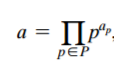 a = ∏_{p∈P} p^{a_p},